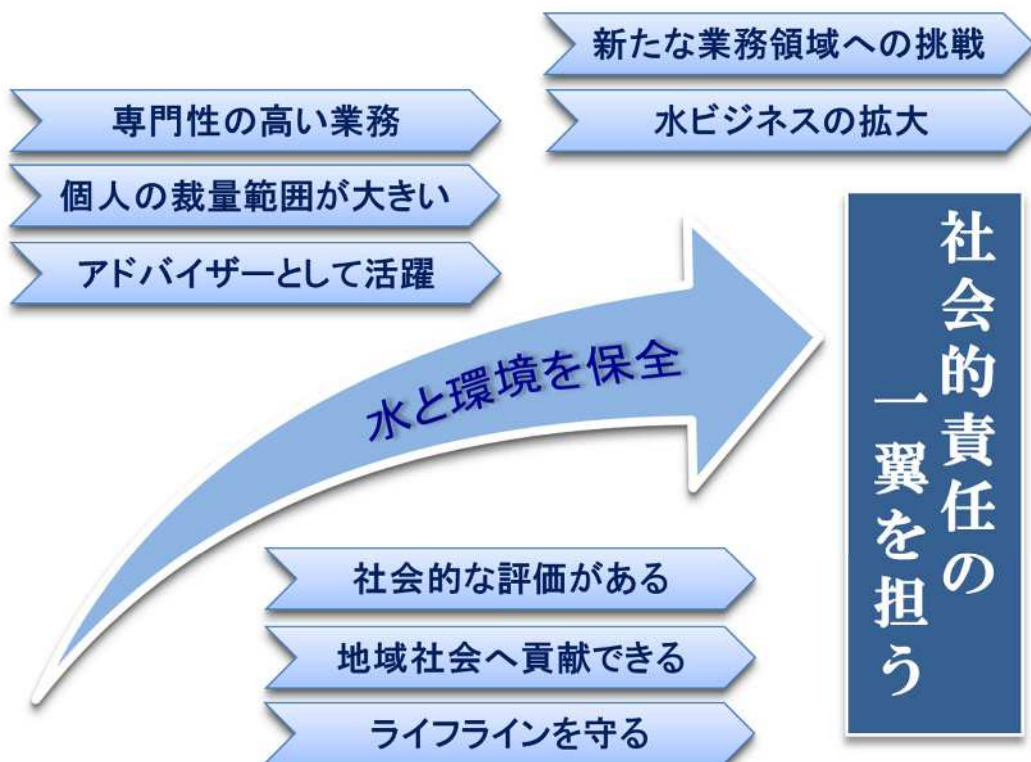 新たな業務領域への挑戦
水ビジネスの拡大
専門性の高い業務
個人の裁量範囲が大きい
アドバイザーとして活躍
水と環境を保全
社会的責任の
一翼を担う
社会的な評価がある
地域社会へ貢献できる
ライフラインを守る